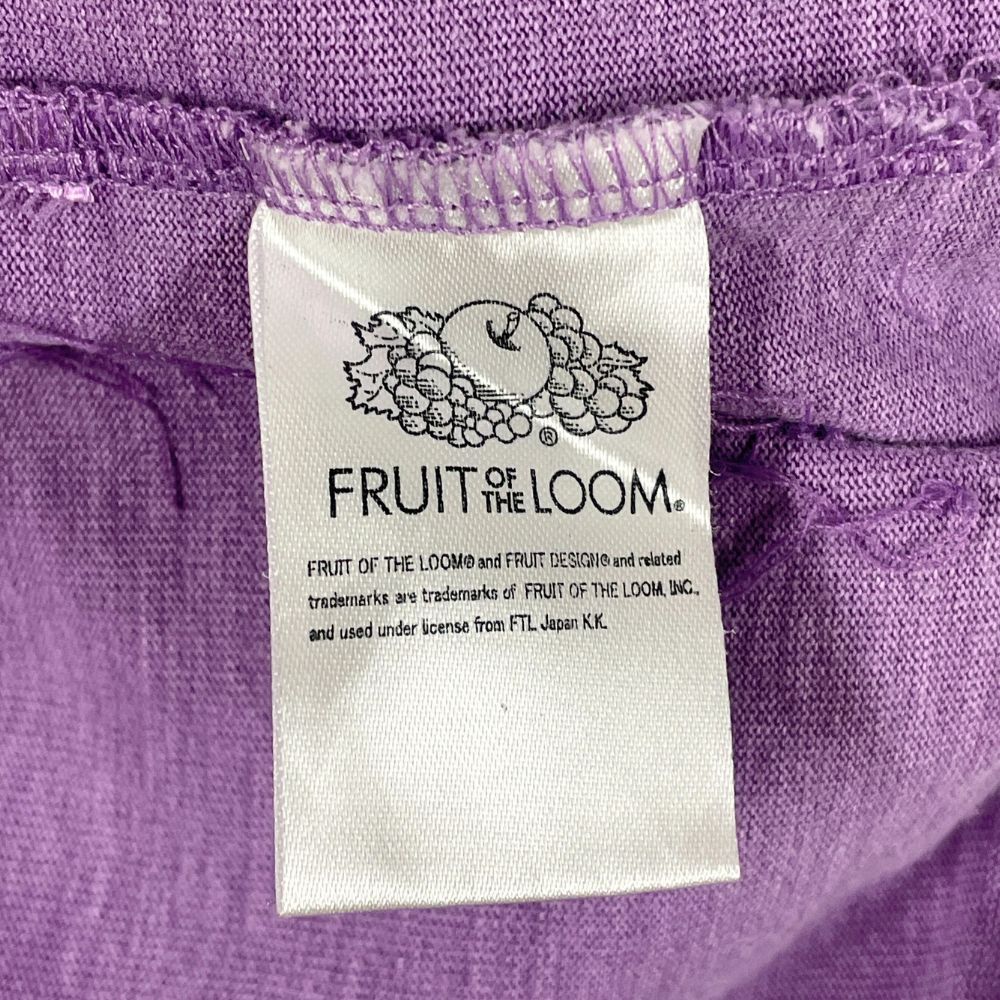 ®
FRUIT OF THE LOOM®
FRUIT OF THE LOOM® and FRUIT DESIGN® and related
trademarks are trademarks of FRUIT OF THE LOOM, INC.,
and used under license from FTL Japan K.K.